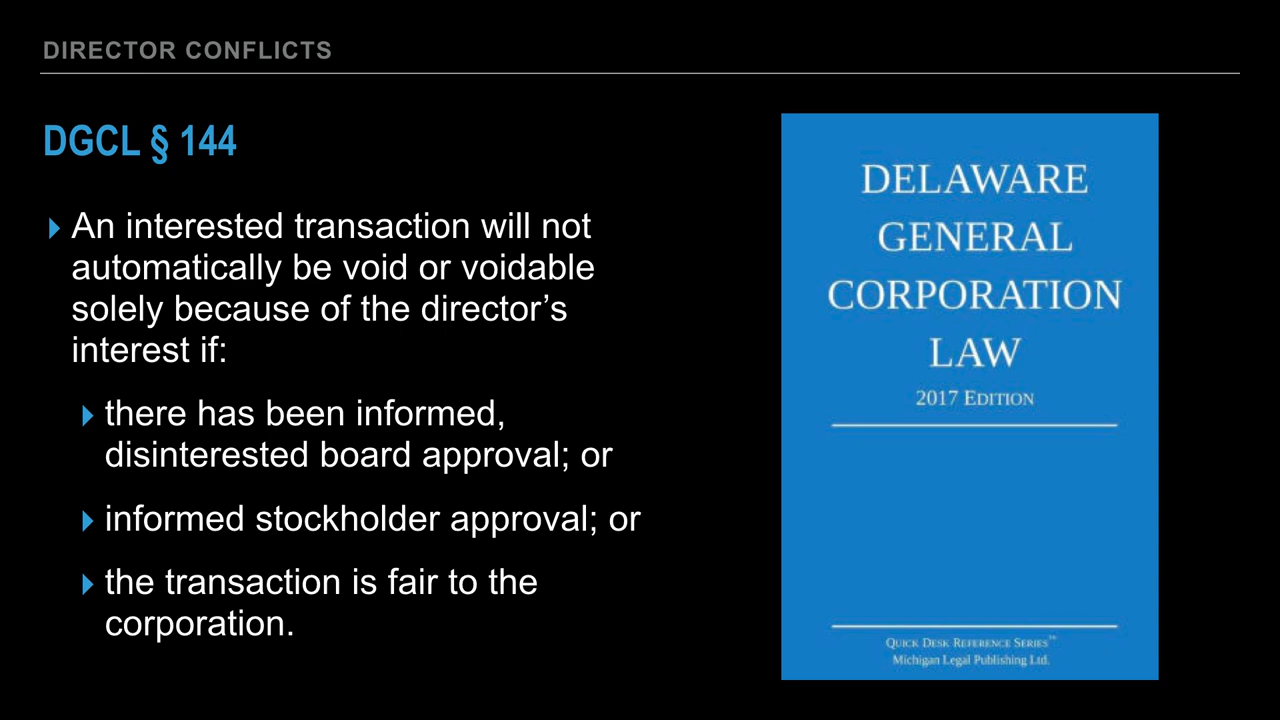 DIRECTOR CONFLICTS
DGCL § 144
An interested transaction will not
automatically be void or voidable
solely because of the director’s
interest if:
there has been informed,
disinterested board approval; or
informed stockholder approval; or
the transaction is fair to the
corporation.
DELAWARE
GENERAL
CORPORATION
LAW
2017 EDITION
QUICK DESK REFERENCE SERIES™
Michigan Legal Publishing Ltd.